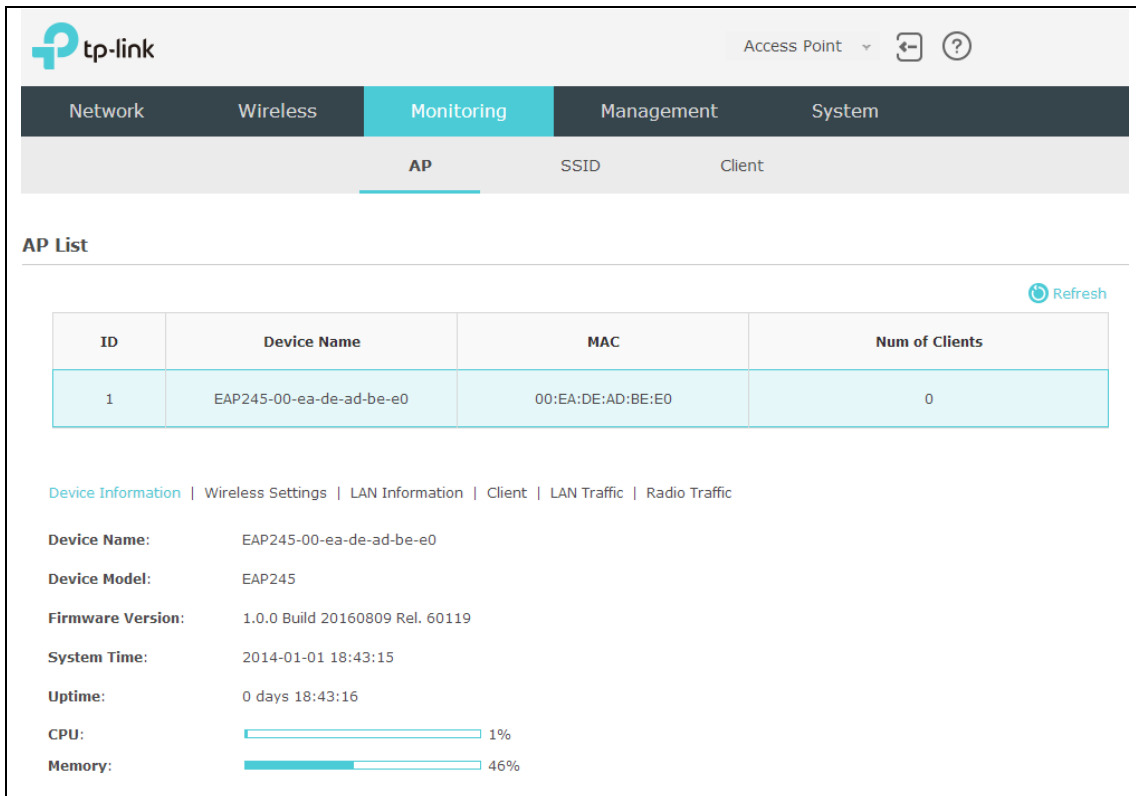 tp-link
Access Point
?
Network Wireless Monitoring Management System
AP SSID Client
AP List
Refresh
ID Device Name MAC Num of Clients
1 EAP245-00-ea-de-ad-be-e0 00:EA:DE:AD:BE:E0 0
Device Information | Wireless Settings | LAN Information | Client | LAN Traffic | Radio Traffic
Device Name: EAP245-00-ea-de-ad-be-e0
Device Model: EAP245
Firmware Version: 1.0.0 Build 20160809 Rel. 60119
System Time: 2014-01-01 18:43:15
Uptime: 0 days 18:43:16
CPU: 1%
Memory: 46%